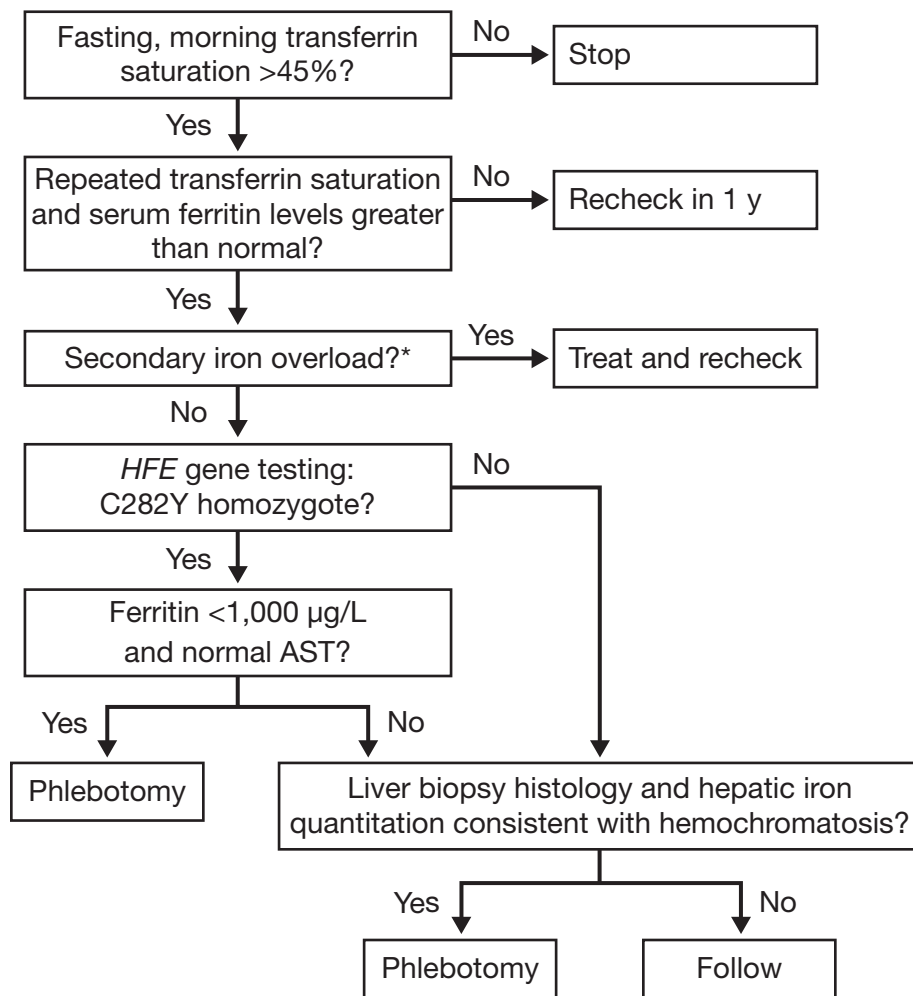 Fasting, morning transferrin
saturation >45%?
No
Stop
Yes
Repeated transferrin saturation
and serum ferritin levels greater
than normal?
No
Recheck in 1 y
Yes
Secondary iron overload?*
Yes
Treat and recheck
No
HFE gene testing:
C282Y homozygote?
No
Yes
Ferritin <1,000 µg/L
and normal AST?
Yes
No
Phlebotomy
Liver biopsy histology and hepatic iron
quantitation consistent with hemochromatosis?
Yes
No
Phlebotomy
Follow